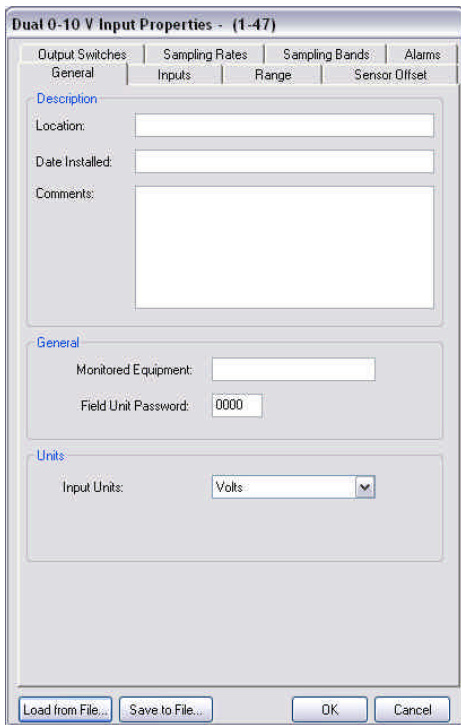 Dual 0-10 V Input Properties - (1-47)
Output Switches Sampling Rates Sampling Bands Alarms
General Inputs Range Sensor Offset
Description
Location:
Date Installed:
Comments:
General
Monitored Equipment:
Field Unit Password: 0000
Units
Input Units: Volts
Load from File... Save to File... OK Cancel